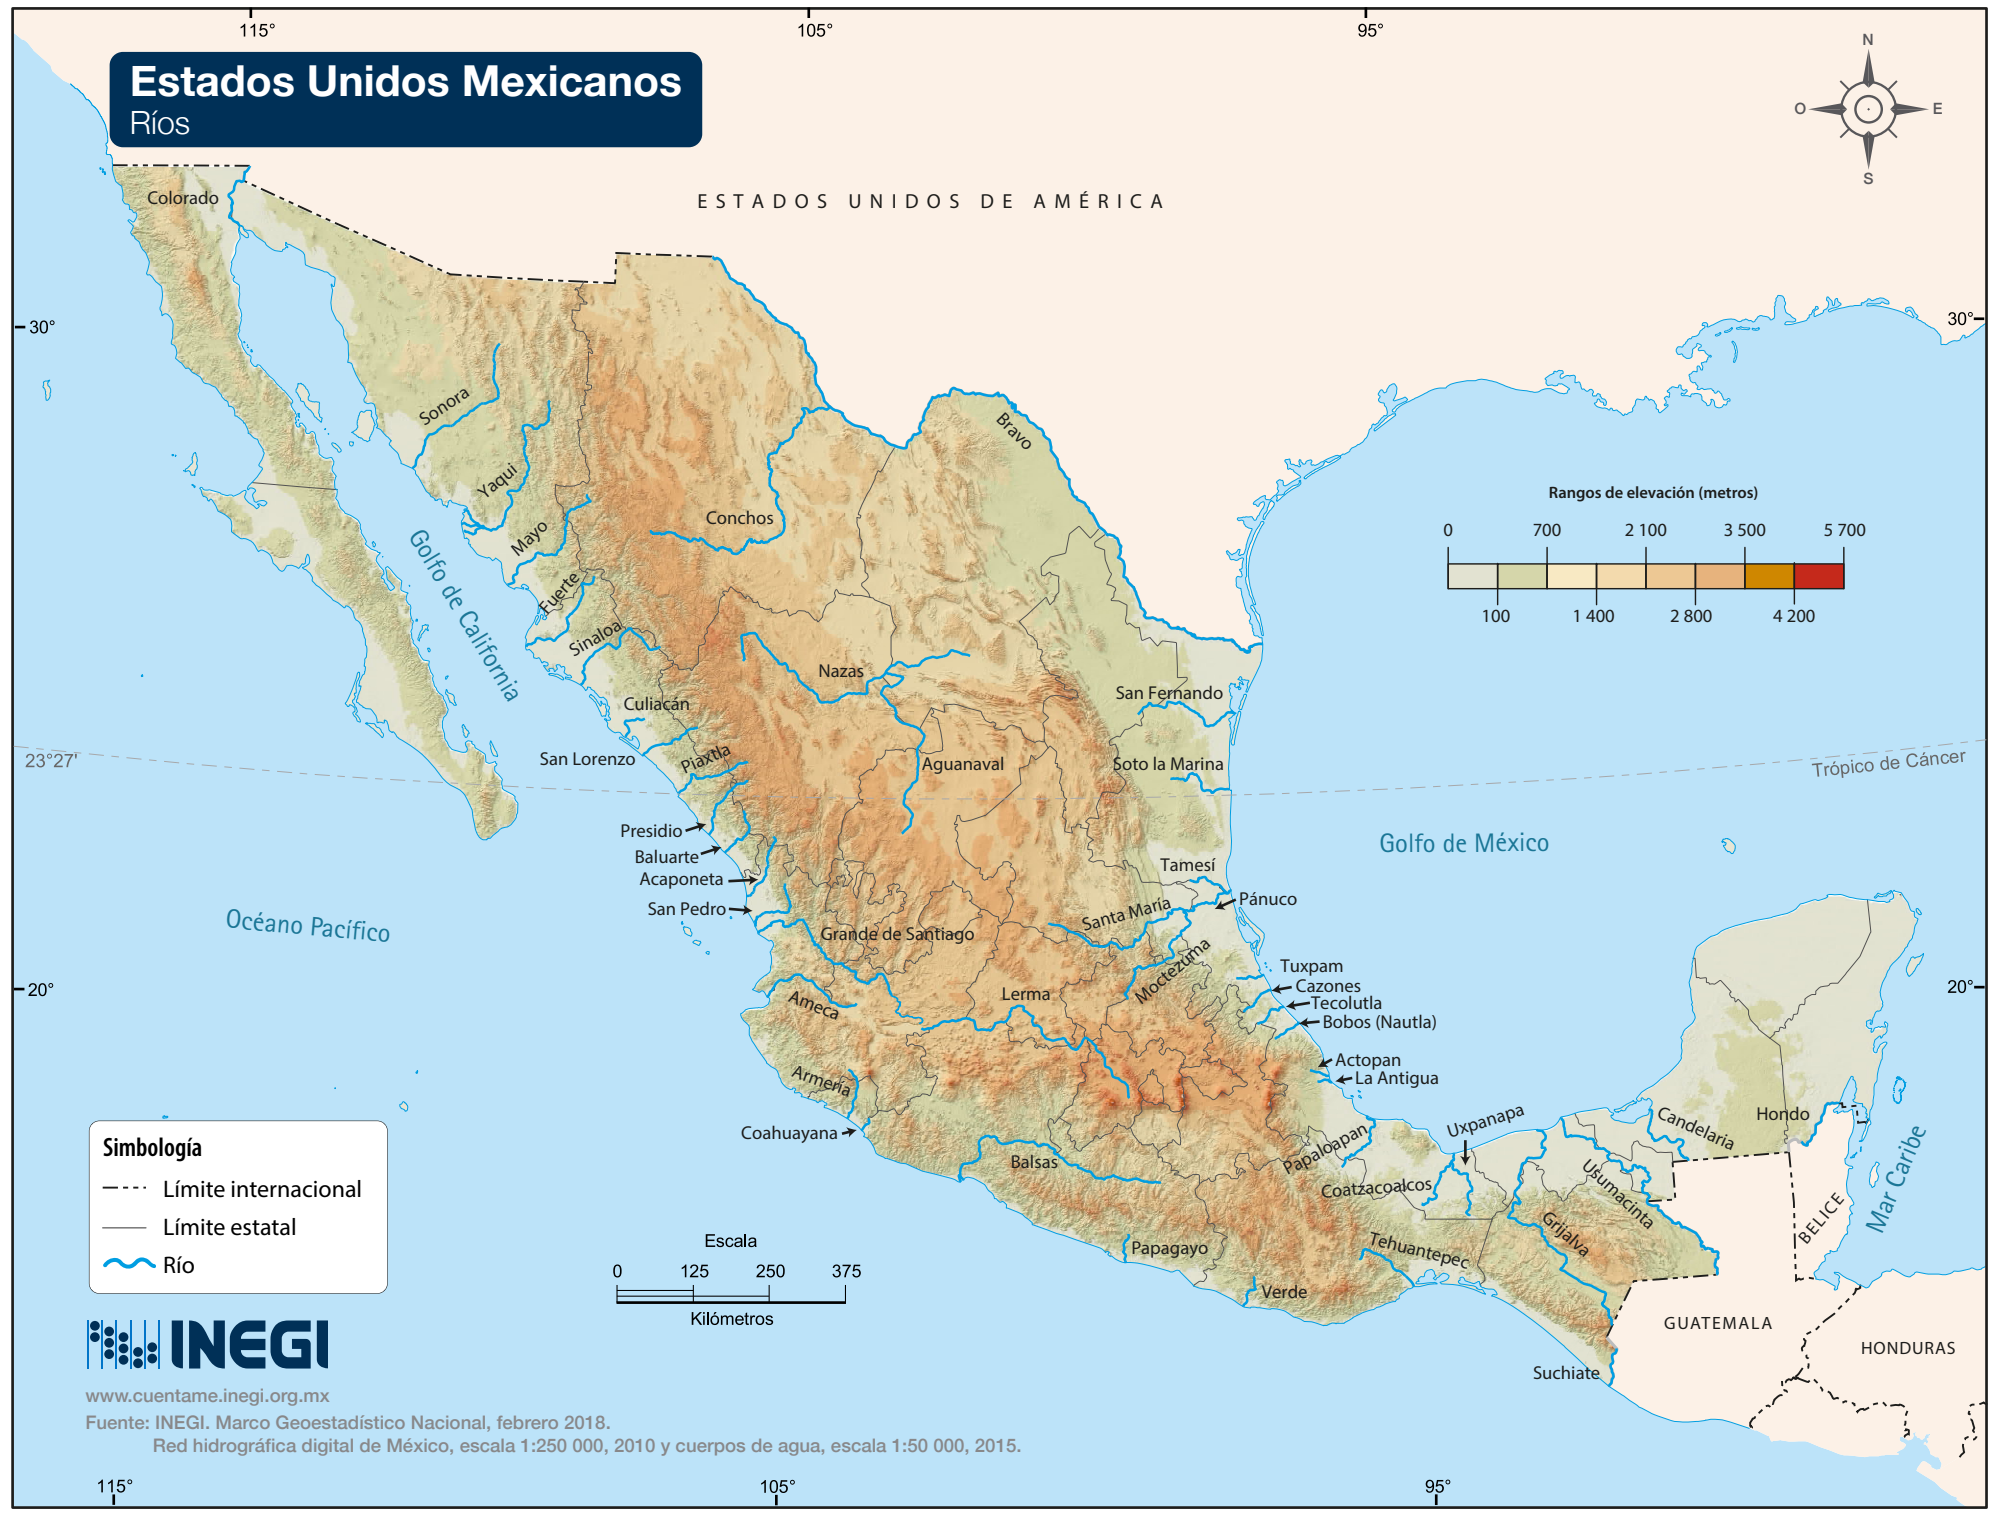 115°
105°
95°
Estados Unidos Mexicanos
Ríos
N
O
E
S
ESTADOS UNIDOS DE AMÉRICA
Colorado
30°
30°
Sonora
Bravo
Yaqui
Conchos
Mayo
Golfo de California
Rangos de elevación (metros)
0
700
2 100
3 500
5 700
100
1 400
2 800
4 200
Fuerte
Sinaloa
Nazas
San Fernando
Culiacán
San Lorenzo
Piaxtla
Aguanaval
Soto la Marina
23°27'
Trópico de Cáncer
Presidio
Baluarte
Acaponeta
San Pedro
Golfo de México
Tamesí
Pánuco
Santa María
Océano Pacífico
Grande de Santiago
Moctezuma
Tuxpam
Cazones
Tecolutla
Bobos (Nautla)
20°
20°
Lerma
Ameca
Actopan
La Antigua
Armería
Coahuayana
Balsas
Papaloapan
Uxpanapa
Candelaria
Hondo
Coatzacoalcos
Usumacinta
Grijalva
Mar Caribe
BELICE
Papagayo
Tehuantepec
Verde
Suchiate
GUATEMALA
HONDURAS
Simbología
Límite internacional
Límite estatal
Río
Escala
0
125
250
375
Kilómetros
INEGI
www.cuentame.inegi.org.mx
Fuente: INEGI. Marco Geoestadístico Nacional, febrero 2018.
Red hidrográfica digital de México, escala 1:250 000, 2010 y cuerpos de agua, escala 1:50 000, 2015.
115°
105°
95°